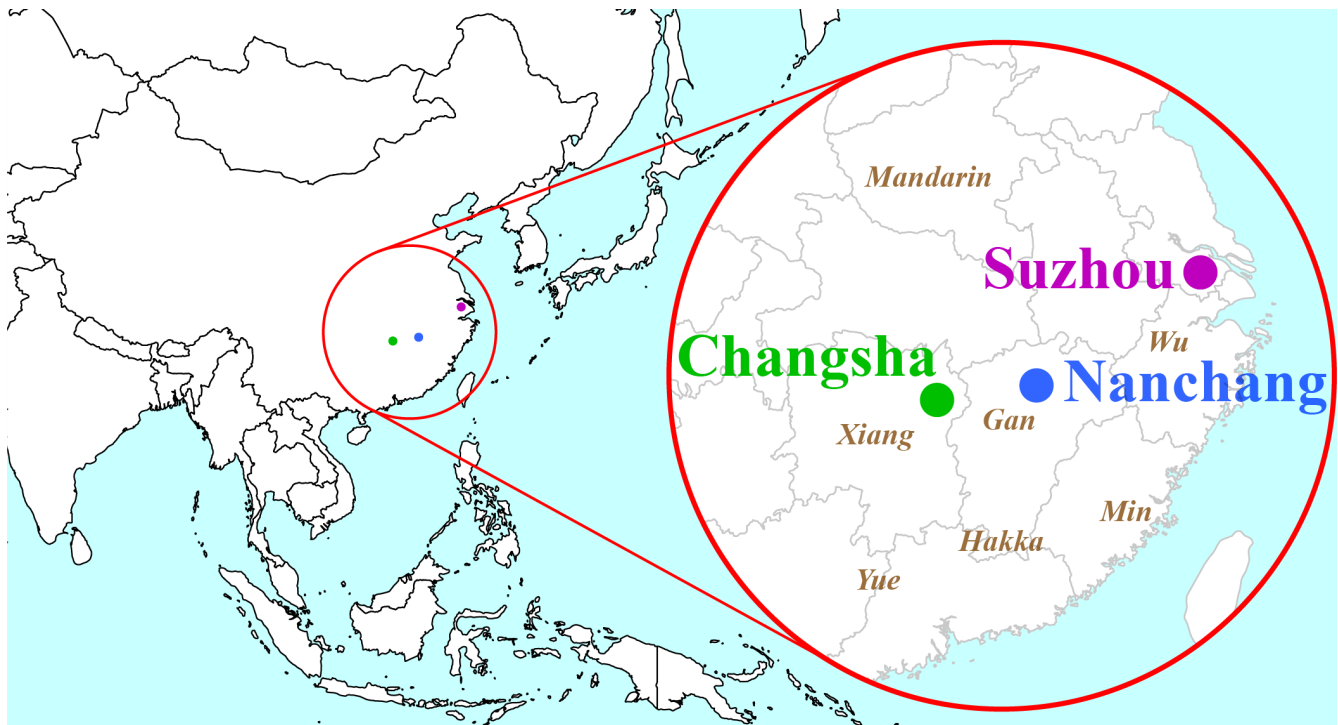 Mandarin
Suzhou
Wu
Changsha
Nanchang
Gan
Xiang
Min
Hakka
Yue